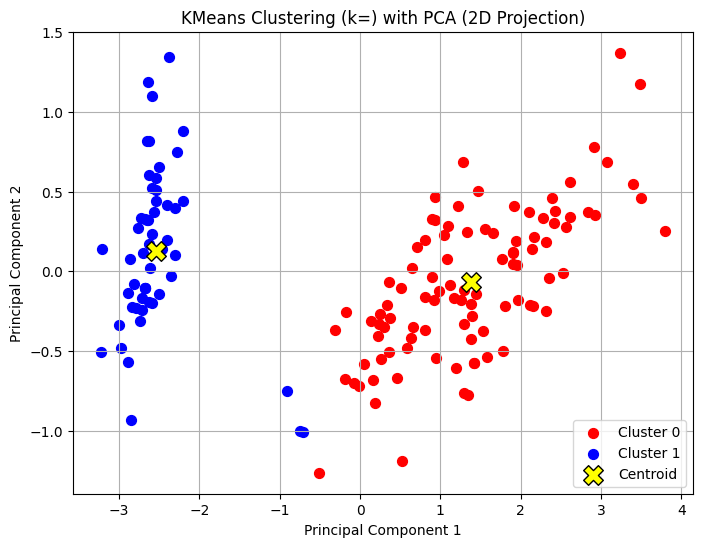 KMeans Clustering (k=) with PCA (2D Projection)
Principal Component 2
1.5
1.0
0.5
0.0
−0.5
−1.0
Cluster 0
Cluster 1
Centroid
−3 −2 −1 0 1 2 3 4
Principal Component 1